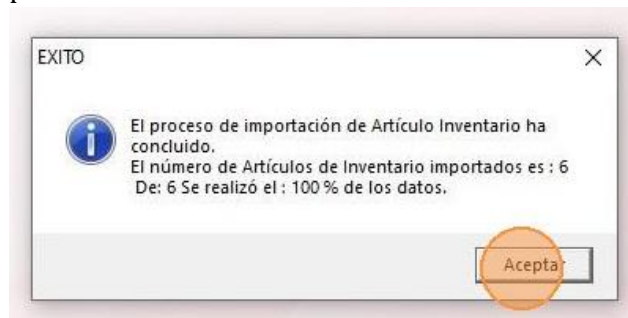 EXITO
El proceso de importación de Artículo Inventario ha
concluido.
El número de Artículos de Inventario importados es : 6
De: 6 Se realizó el : 100 % de los datos.
Aceptar